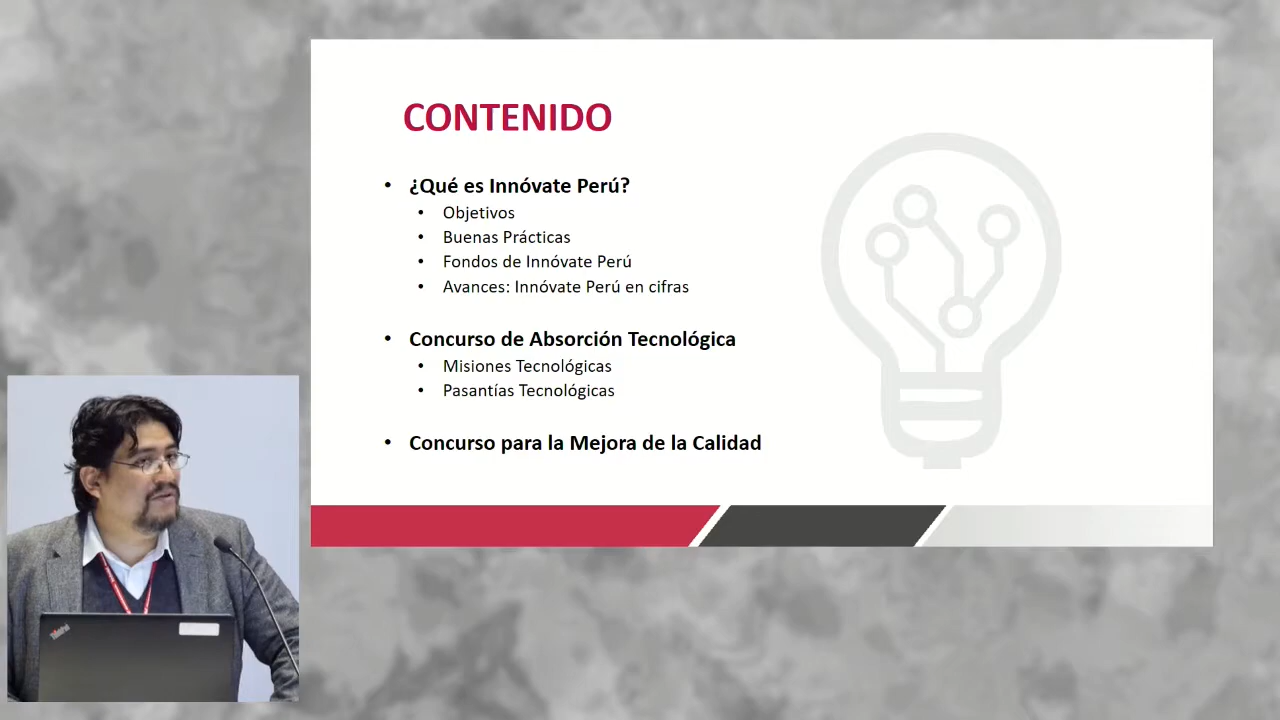 CONTENIDO
• ¿Qué es Innóvate Perú?
• Objetivos
• Buenas Prácticas
• Fondos de Innóvate Perú
• Avances: Innóvate Perú en cifras
• Concurso de Absorción Tecnológica
• Misiones Tecnológicas
• Pasantías Tecnológicas
• Concurso para la Mejora de la Calidad
ThinkPad